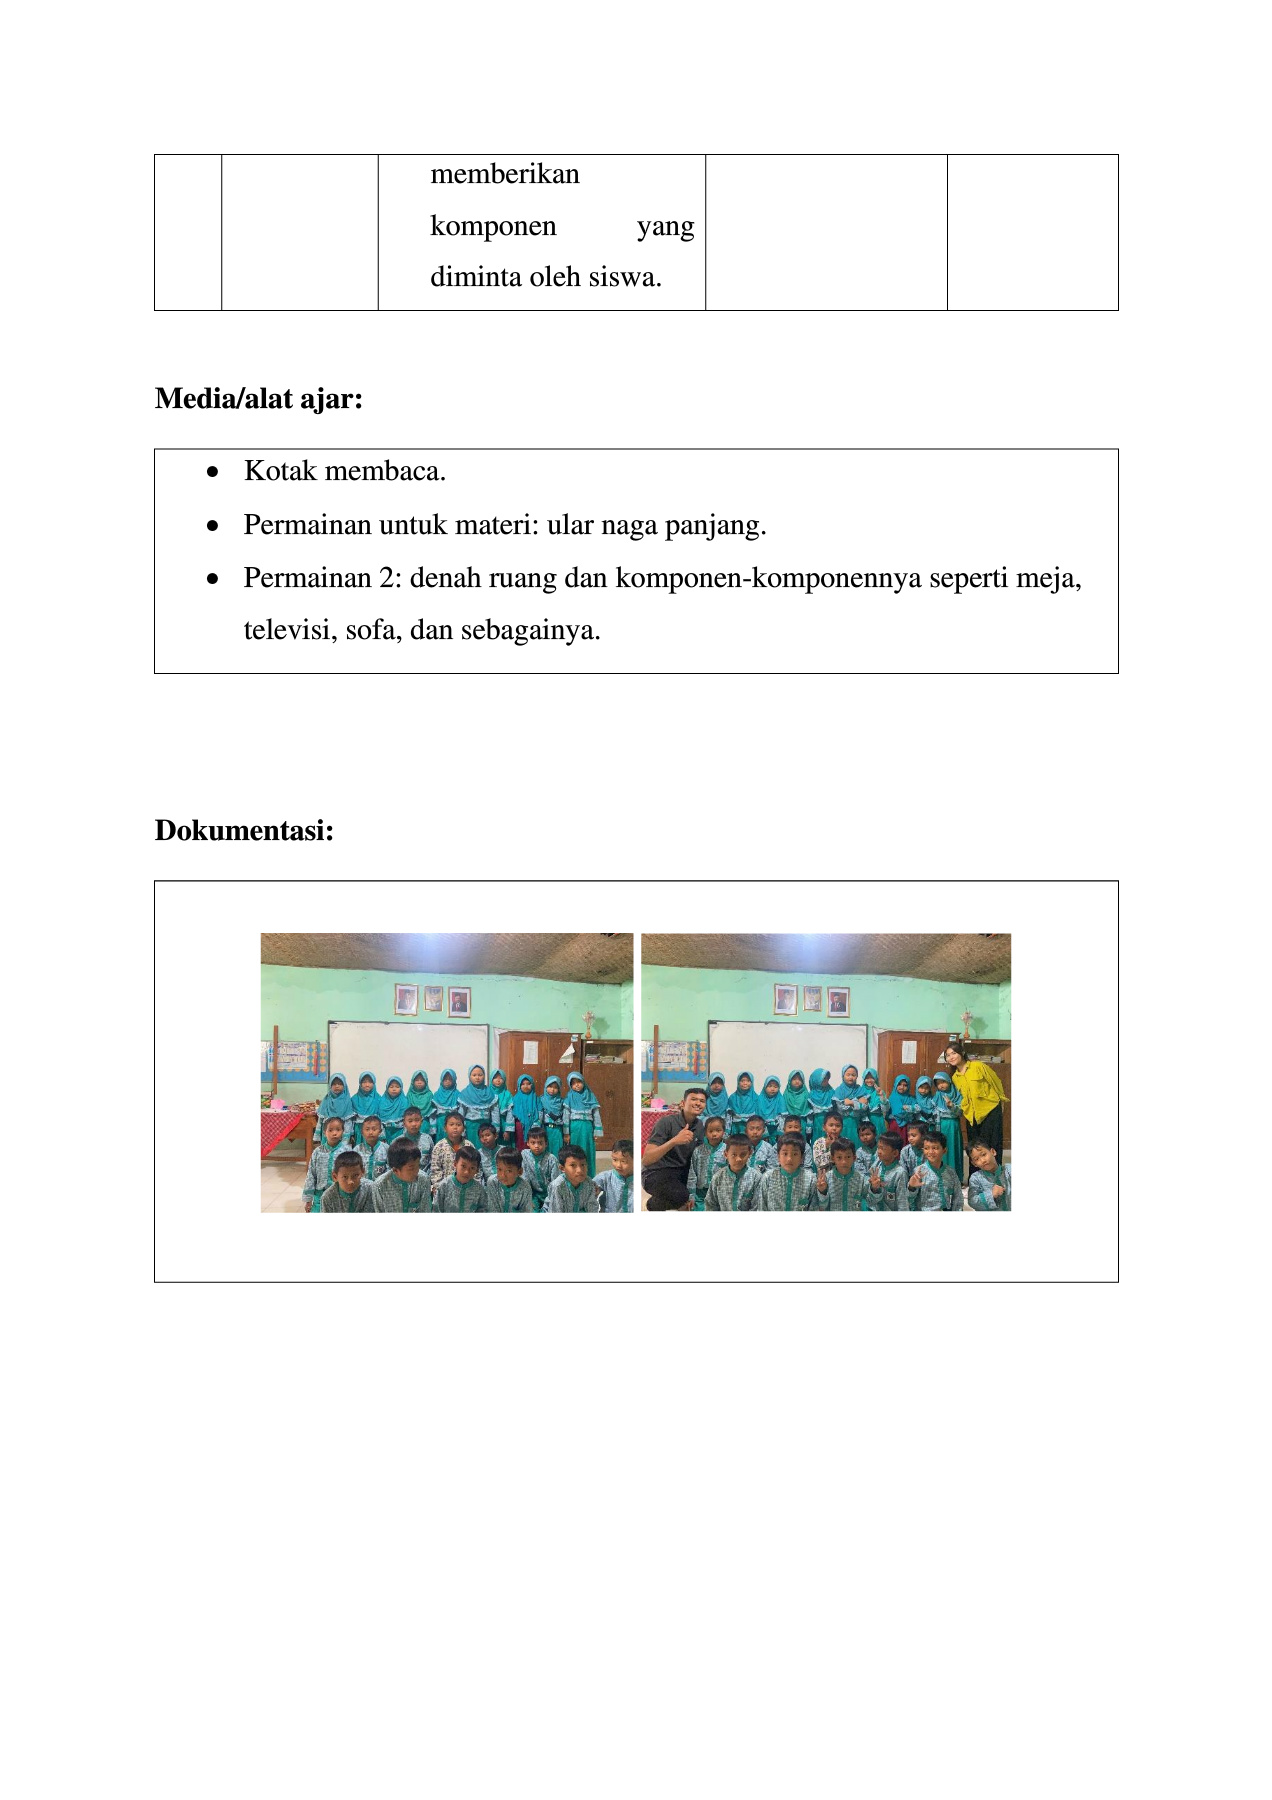 memberikan
komponen yang
diminta oleh siswa.
Media/alat ajar:
• Kotak membaca.
• Permainan untuk materi: ular naga panjang.
• Permainan 2: denah ruang dan komponen-komponennya seperti meja,
televisi, sofa, dan sebagainya.
Dokumentasi: